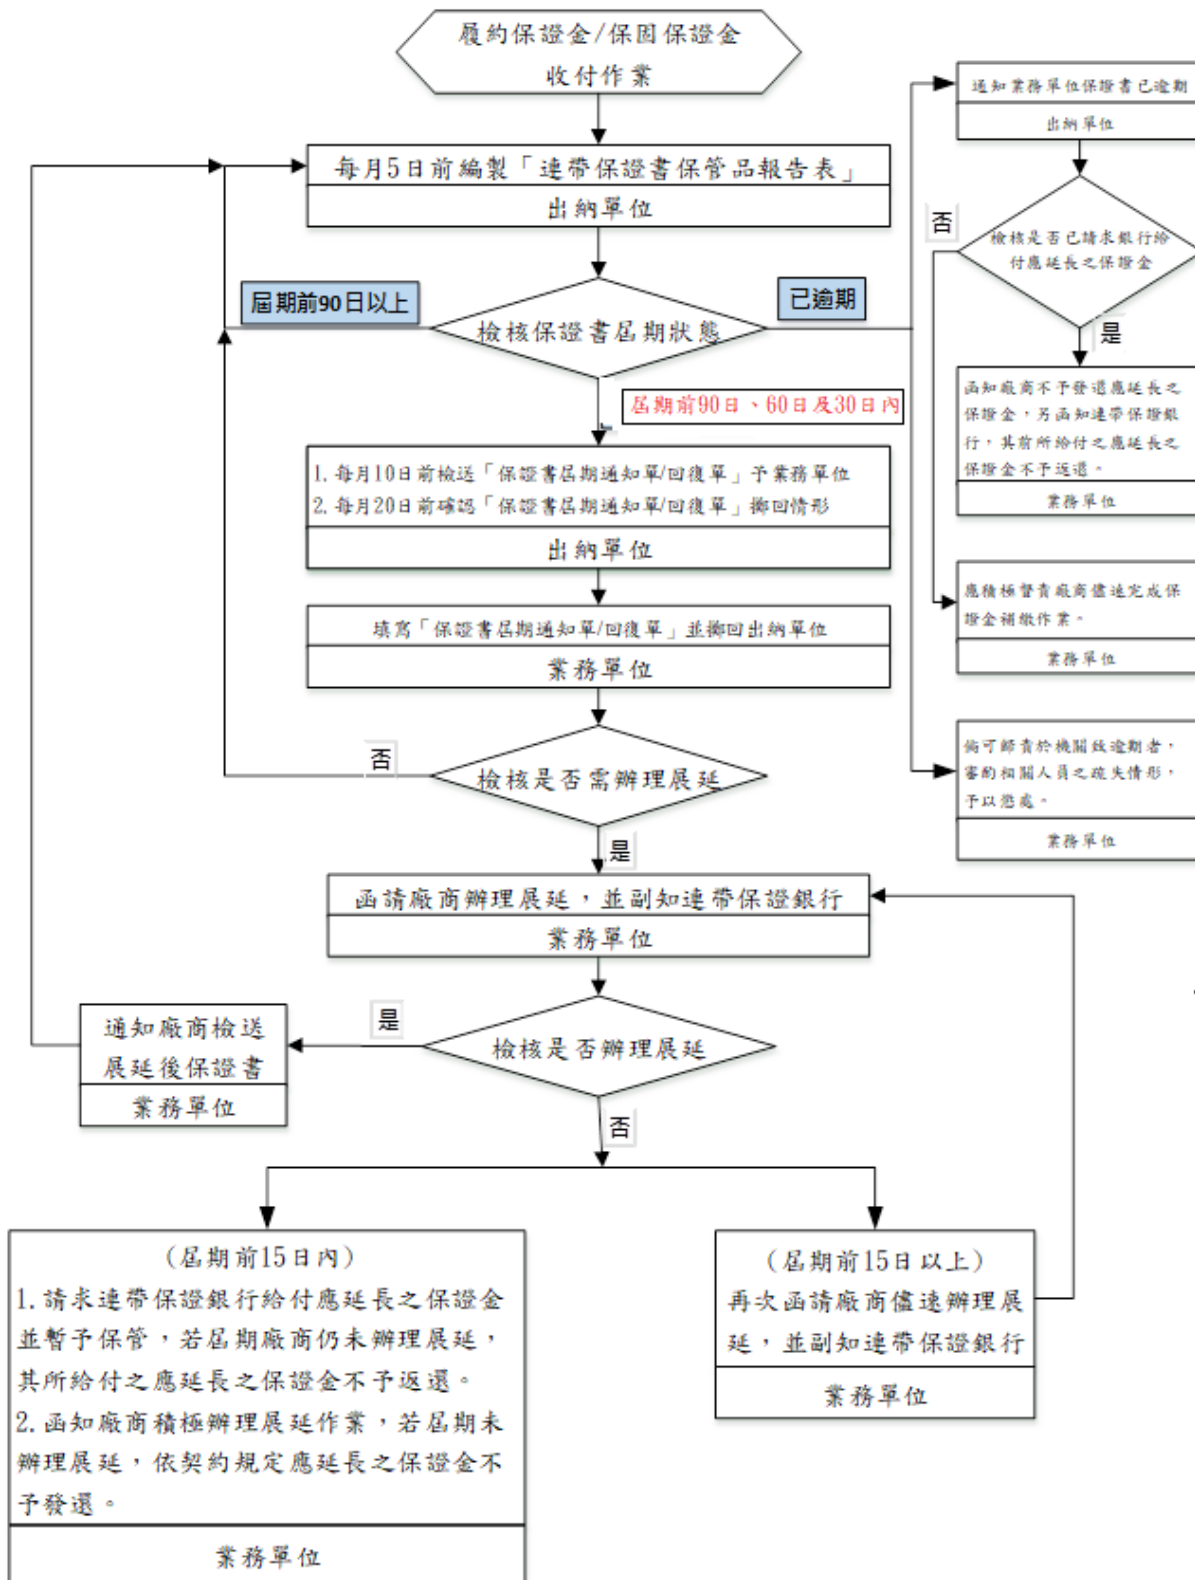 履約保證金/保固保證金
收付作業
每月5日前編製「連帶保證書保管品報告表」
出納單位
屆期前90日以上
檢核保證書屆期狀態
已逾期
屆期前90日、60日及30日內
1. 每月10日前檢送「保證書屆期通知單/回復單」予業務單位
2. 每月20日前確認「保證書屆期通知單/回復單」擲回情形
出納單位
填寫「保證書屆期通知單/回復單」並擲回出納單位
業務單位
否
檢核是否需辦理展延
是
函請廠商辦理展延，並副知連帶保證銀行
業務單位
檢核是否辦理展延
是
通知廠商檢送
展延後保證書
業務單位
否
(屆期前15日內)
1. 請求連帶保證銀行給付應延長之保證金
並暫予保管，若屆期廠商仍未辦理展延，
其所給付之應延長之保證金不予返還。
2. 函知廠商積極辦理展延作業，若屆期未
辦理展延，依契約規定應延長之保證金不
予發還。
業務單位
(屆期前15日以上)
再次函請廠商儘速辦理展
延，並副知連帶保證銀行
業務單位
通知業務單位保證書已逾期
出納單位
檢核是否已請求銀行給
付應延長之保證金
否
是
函知廠商不予發還應延長之
保證金，另函知連帶保證銀
行，其前所給付之應延長之
保證金不予返還。
業務單位
應積極督責廠商儘速完成保
證金補繳作業。
業務單位
倘可歸責於機關致逾期者，
審酌相關人員之疏失情形，
予以懲處。
業務單位